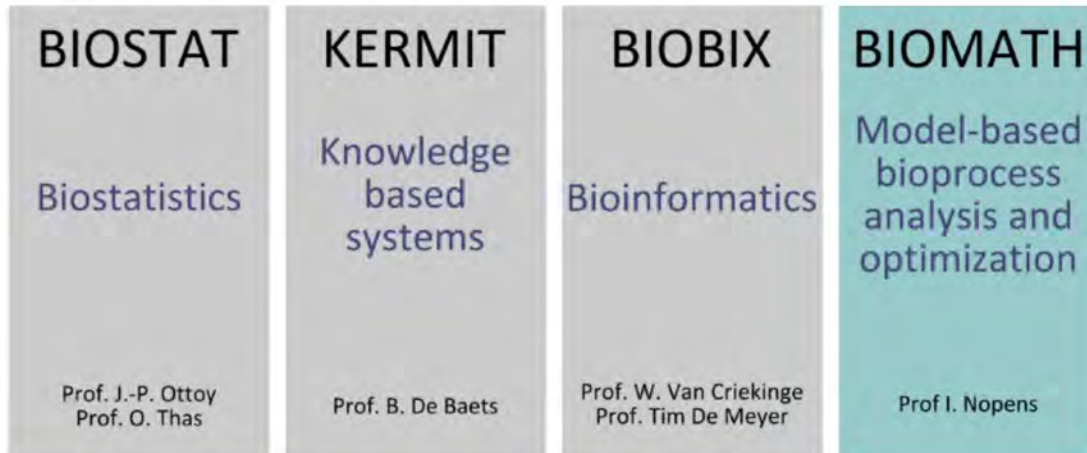 BIOSTAT
Biostatistics
Prof. J.-P. Ottoy
Prof. O. Thas
KERMIT
Knowledge
based
systems
Prof. B. De Baets
BIOBIX
Bioinformatics
Prof. W. Van Criekinge
Prof. Tim De Meyer
BIOMATH
Model-based
bioprocess
analysis and
optimization
Prof I. Nopens